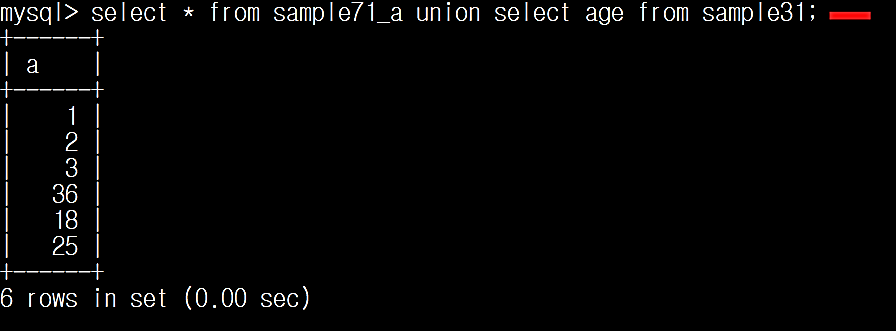 mysql> select * from sample71_a union select age from sample31;
+------+
| a    |
+------+
|    1 |
|    2 |
|    3 |
|   36 |
|   18 |
|   25 |
+------+
6 rows in set (0.00 sec)